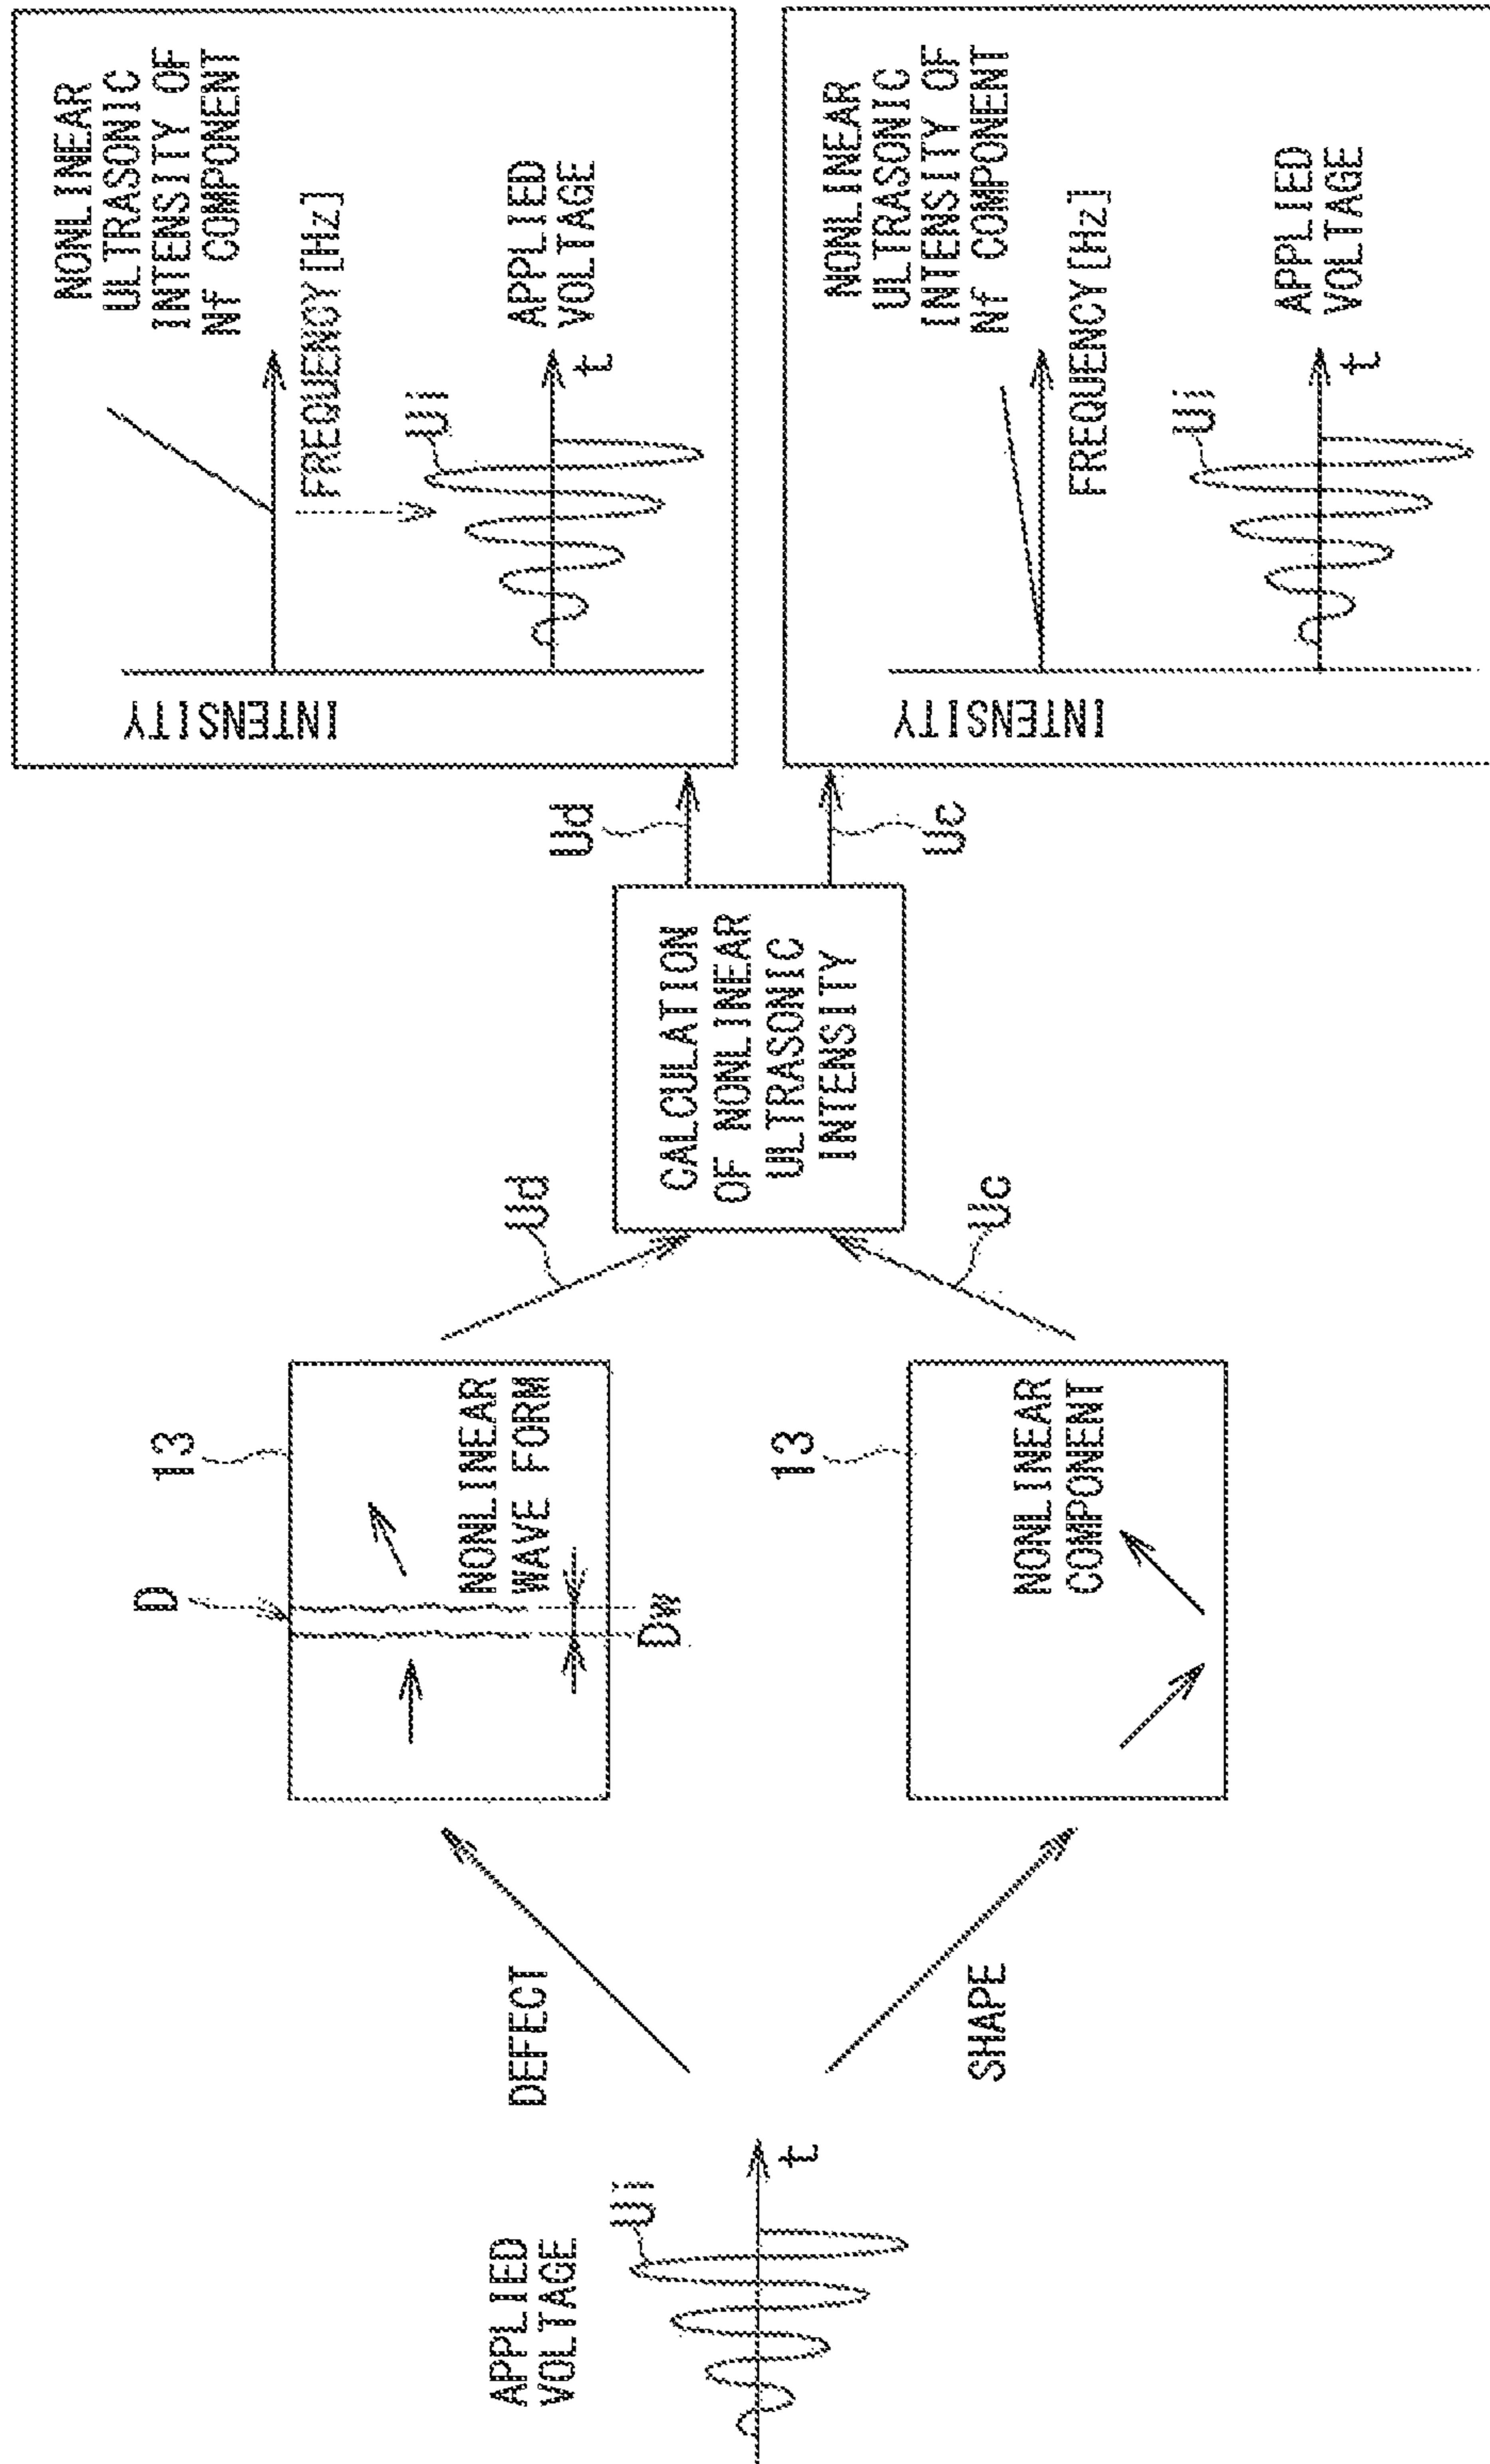 APPLIED
VOLTAGE
Ui
t
DEFECT
SHAPE
D
13
NONLINEAR
WAVE FORM
Dw
13
NONLINEAR
COMPONENT
Ud
Uc
CALCULATION
OF NONLINEAR
ULTRASONIC
INTENSITY
Ud
Uc
INTENSITY
NONLINEAR
ULTRASONIC
INTENSITY OF
Nf COMPONENT
FREQUENCY[Hz]
Ui
APPLIED
VOLTAGE
t
INTENSITY
NONLINEAR
ULTRASONIC
INTENSITY OF
Nf COMPONENT
FREQUENCY[Hz]
Ui
APPLIED
VOLTAGE
t